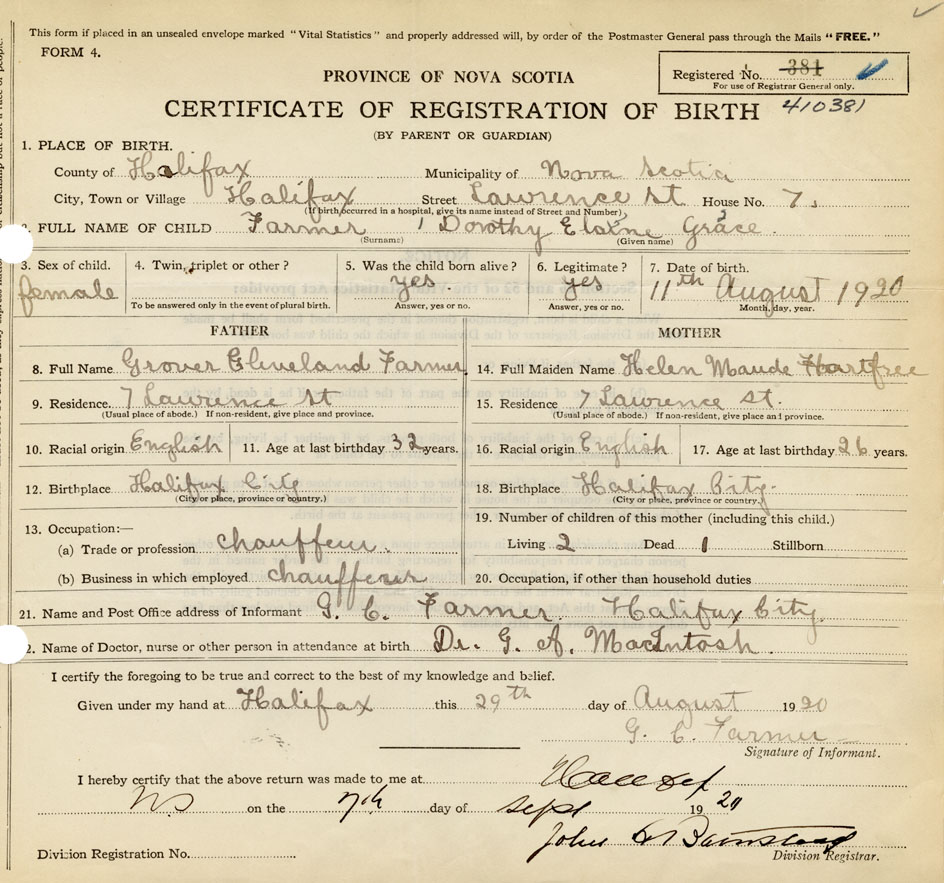 This form if placed in an unsealed envelope marked "Vital Statistics" and properly addressed will, by order of the Postmaster General pass through the Mails "FREE."
FORM 4.
PROVINCE OF NOVA SCOTIA
Registered No. 381
For use of Registrar General only.
CERTIFICATE OF REGISTRATION OF BIRTH 410381
(BY PARENT OR GUARDIAN)
1. PLACE OF BIRTH.
County of Halifax Municipality of Nova Scotia
City, Town or Village Halifax Street Lawrence St House No. 7,
(If birth occurred in a hospital, give its name instead of Street and Number)
FULL NAME OF CHILD Farmer 1 Dorothy Elaine 2 Grace.
(Surname) (Given name)
3. Sex of child. 4. Twin, triplet or other? 5. Was the child born alive? 6. Legitimate? 7. Date of birth.
female yes yes 11th August 1920
To be answered only in the event of plural birth. Answer, yes or no. Answer, yes or no. Month, day, year.
FATHER MOTHER
8. Full Name Grover Cleveland Farmer 14. Full Maiden Name Helen Maude Hartfree
9. Residence. 7 Lawrence St 15. Residence 7 Lawrence St.
(Usual place of abode.) If non-resident, give place and province. (Usual place of abode.) If non-resident, give place and province.
10. Racial origin English 11. Age at last birthday 32 years. 16. Racial origin English 17. Age at last birthday 26 years.
12. Birthplace Halifax City 18. Birthplace Halifax City.
(City or place, province or country.) (City or place, province or country.)
13. Occupation:— 19. Number of children of this mother (including this child.)
(a) Trade or profession chauffeur. Living 2 Dead 1 Stillborn
(b) Business in which employed chauffeur 20. Occupation, if other than household duties
21. Name and Post Office address of Informant G. C. Farmer. Halifax City.
2. Name of Doctor, nurse or other person in attendance at birth Dr. G. A. MacIntosh.
I certify the foregoing to be true and correct to the best of my knowledge and belief.
Given under my hand at Halifax this 29th day of August 1920
G. C. Farmer
Signature of Informant.
I hereby certify that the above return was made to me at Halifax
NS on the 7th day of Sept 1920
John
Division Registration No. Division Registrar.